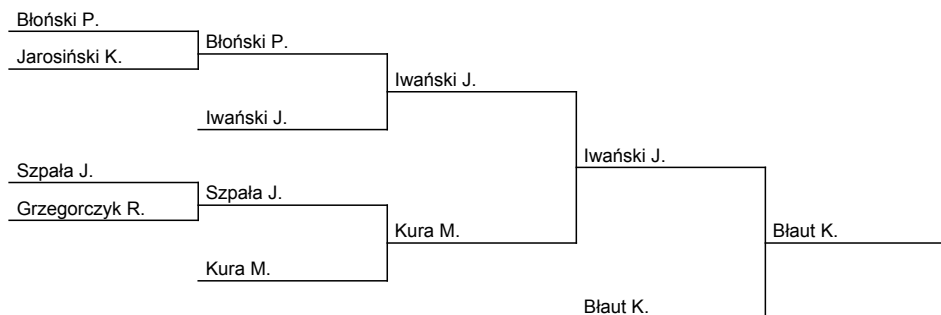 Błoński P.
Jarosiński K.
Błoński P.
Iwański J.
Iwański J.
Szpała J.
Grzegorczyk R.
Szpała J.
Kura M.
Kura M.
Iwański J.
Błaut K.
Błaut K.